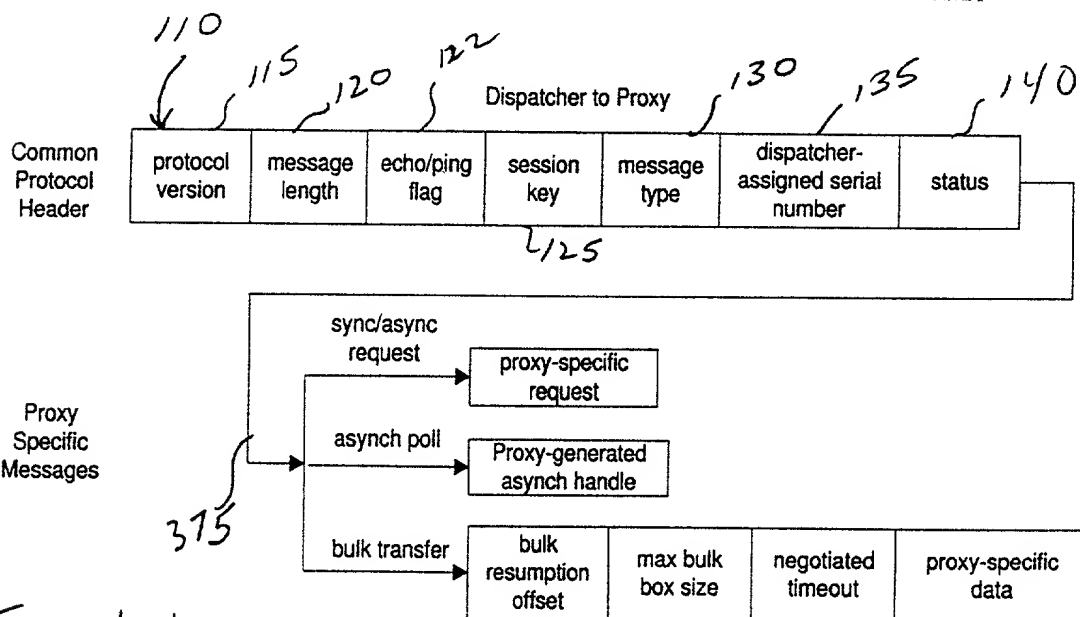 110
115
120
122
130
135
140
Dispatcher to Proxy
Common
Protocol
Header
protocol
version
message
length
echo/ping
flag
session
key
message
type
dispatcher-
assigned serial
number
status
125
sync/async
request
proxy-specific
request
Proxy
Specific
Messages
asynch poll
Proxy-generated
asynch handle
375
bulk transfer
bulk
resumption
offset
max bulk
box size
negotiated
timeout
proxy-specific
data